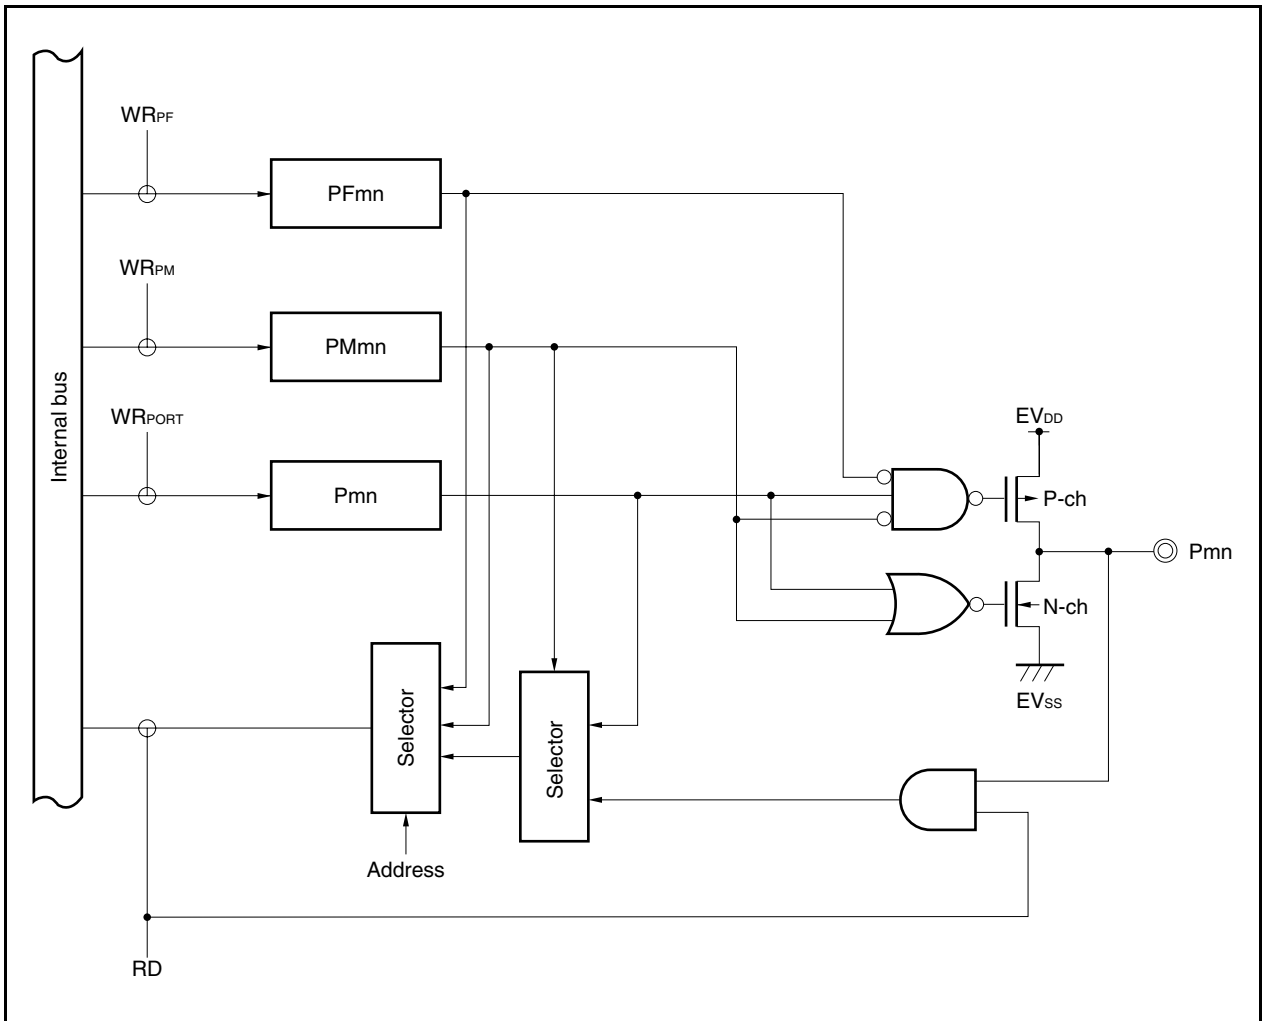 WRPF
PFmn
WRPM
PMmn
Internal bus
WRPORT
Pmn
EVDD
P-ch
Pmn
N-ch
EVSS
Selector
Selector
Address
RD